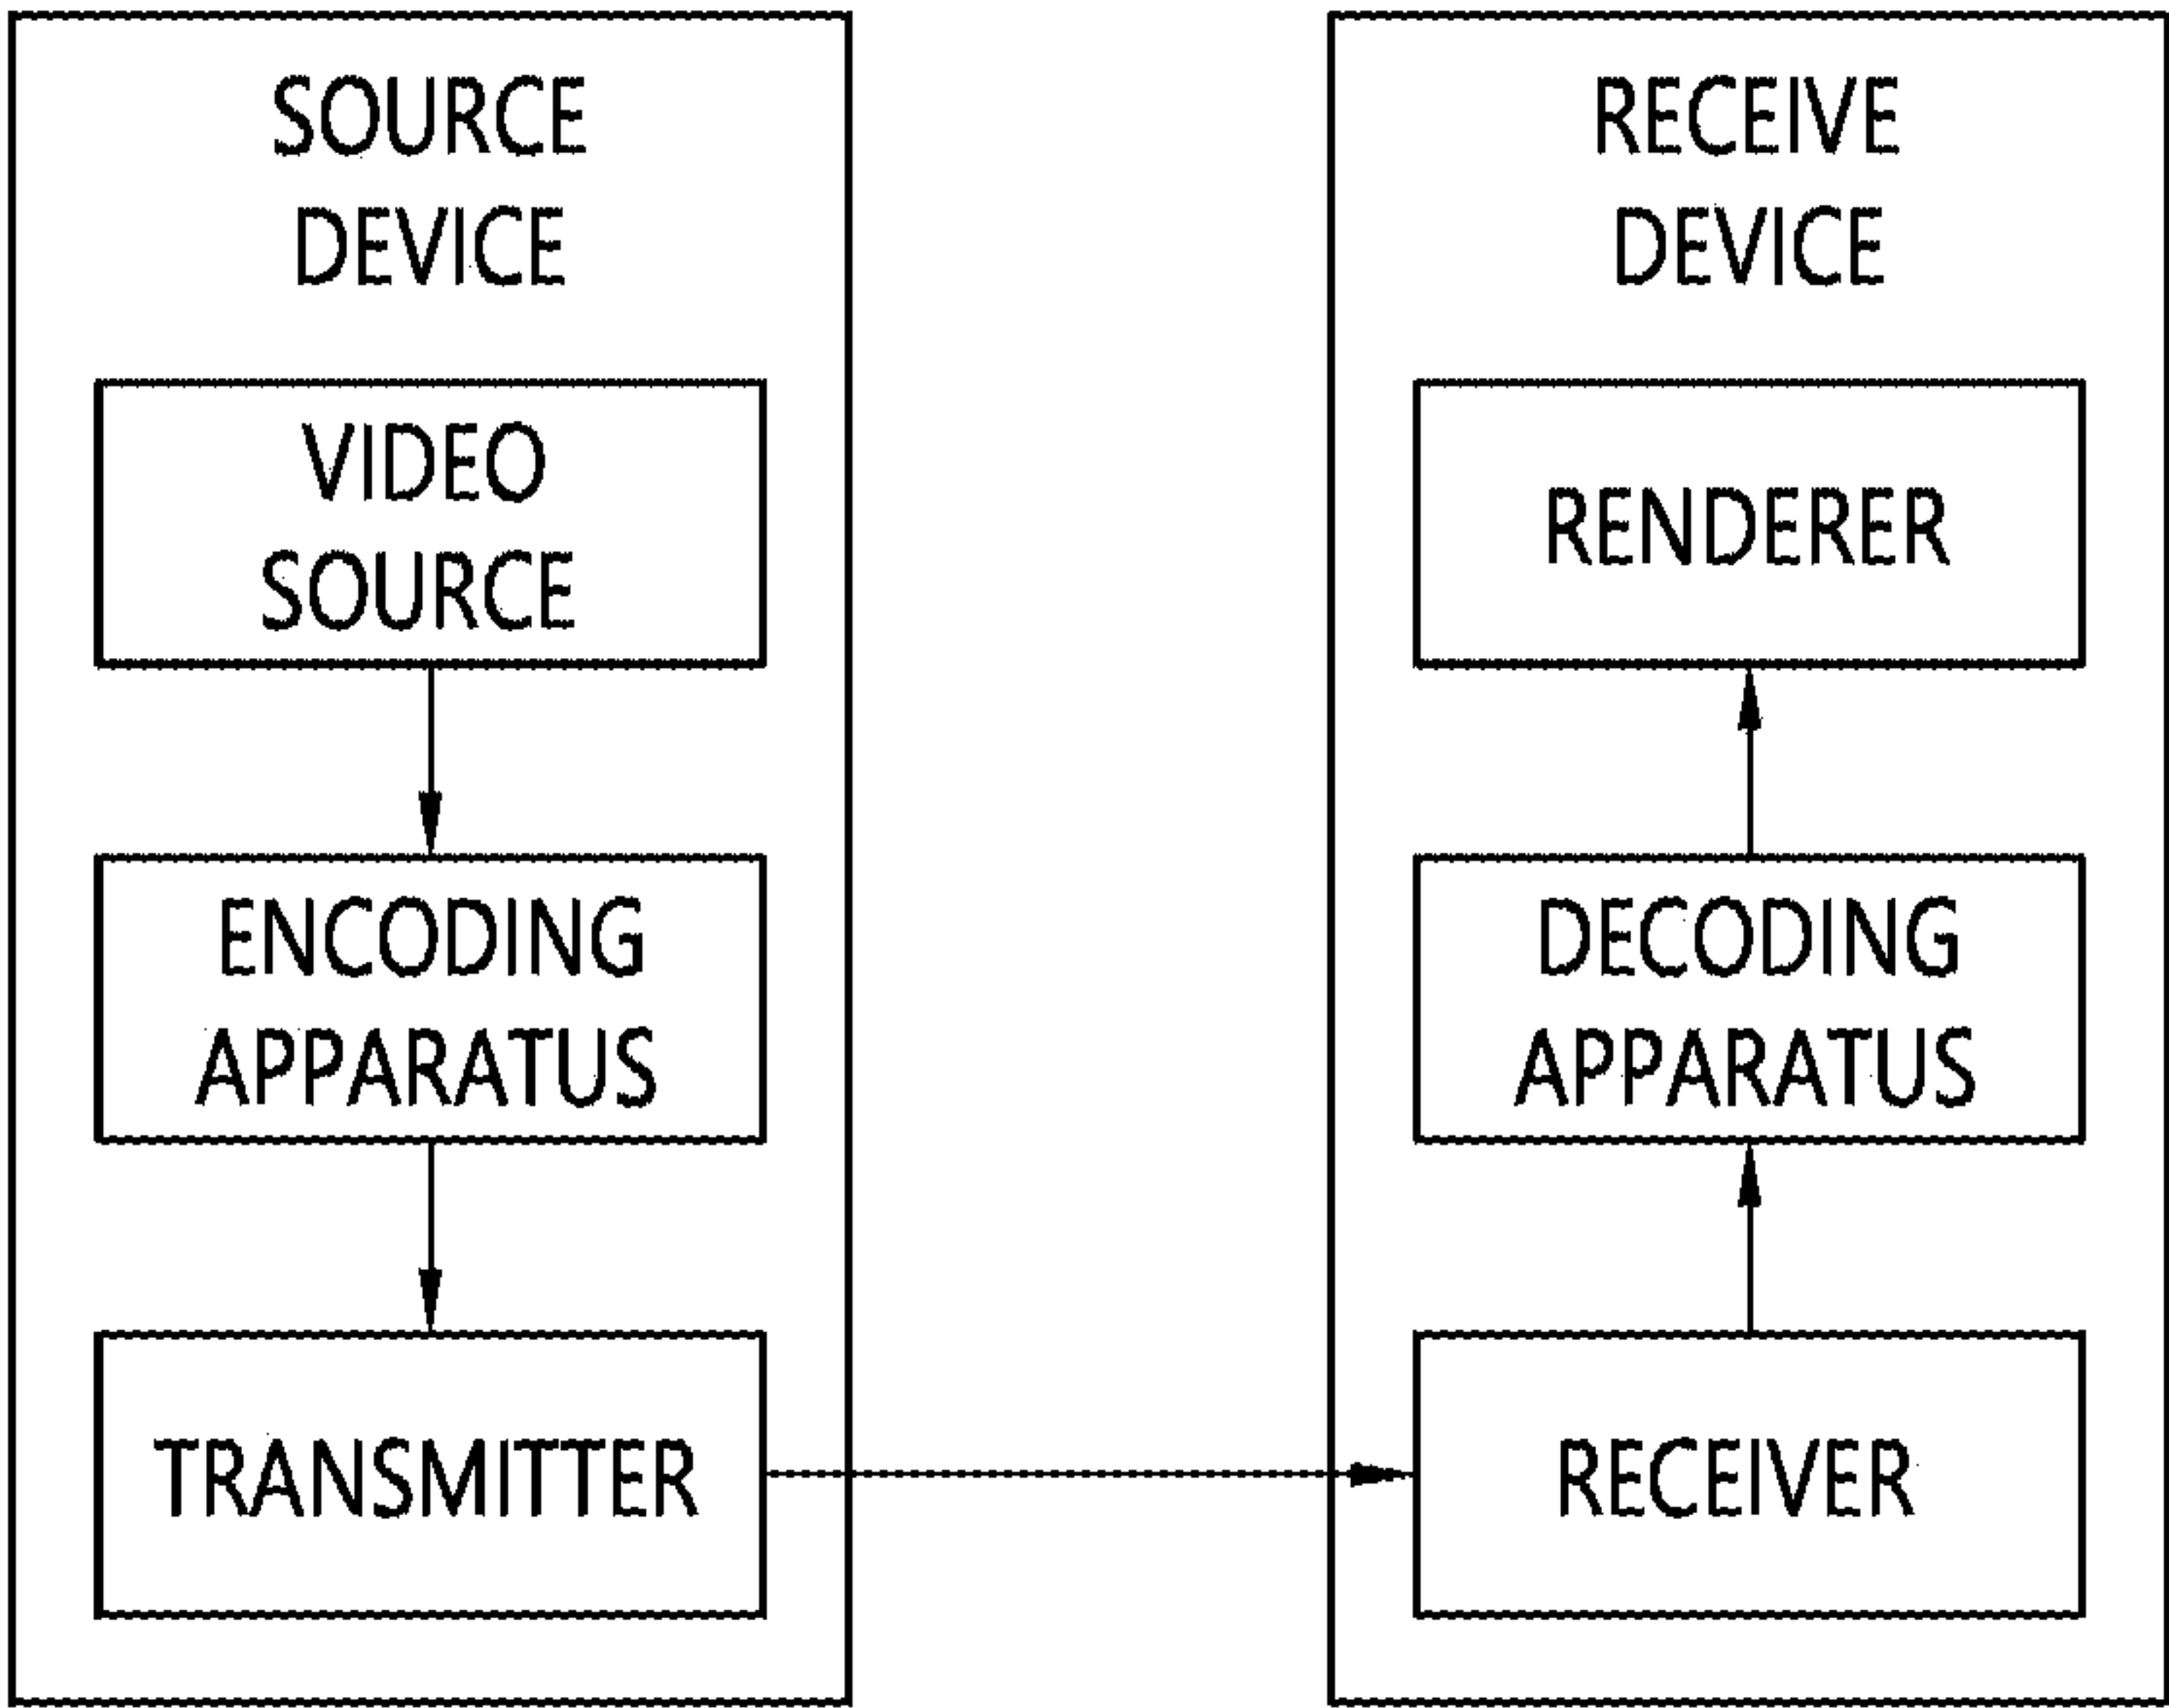 SOURCE
DEVICE
VIDEO
SOURCE
ENCODING
APPARATUS
TRANSMITTER
RECEIVE
DEVICE
RENDERER
DECODING
APPARATUS
RECEIVER